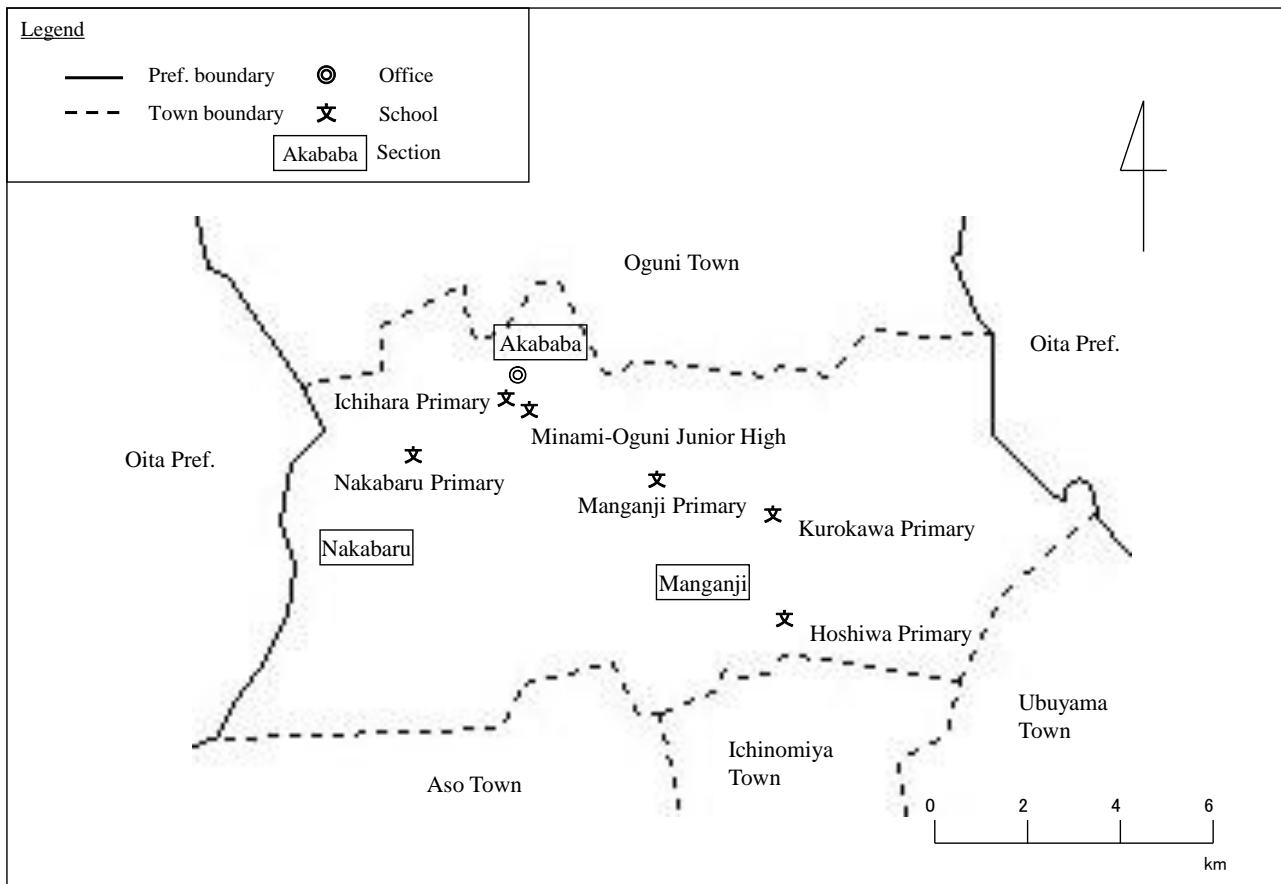 Legend
Pref. boundary
Office
Town boundary
School
Akababa
Section
Oguni Town
Akababa
Oita Pref.
Ichihara Primary
Minami-Oguni Junior High
Oita Pref.
Nakabaru Primary
Manganji Primary
Kurokawa Primary
Nakabaru
Manganji
Hoshiwa Primary
Ubuyama
Town
Ichinomiya
Town
Aso Town
0 2 4 6
km